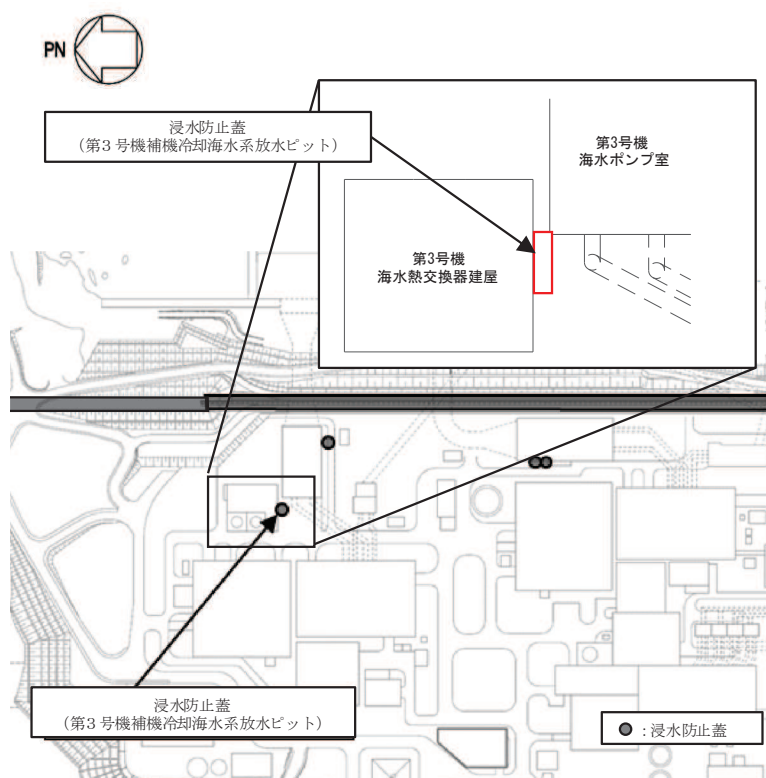 PN
浸水防止蓋
（第3号機補機冷却海水系放水ピット）
第3号機
海水ポンプ室
第3号機
海水熱交換器建屋
浸水防止蓋
（第3号機補機冷却海水系放水ピット）
：浸水防止蓋